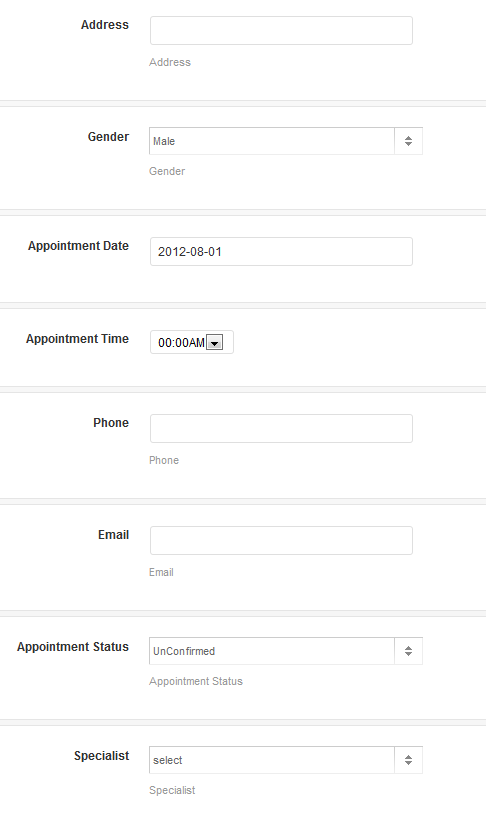 Address
Address
Gender
Male
Gender
Appointment Date
2012-08-01
Appointment Time
00:00AM
Phone
Phone
Email
Email
Appointment Status
UnConfirmed
Appointment Status
Specialist
select
Specialist